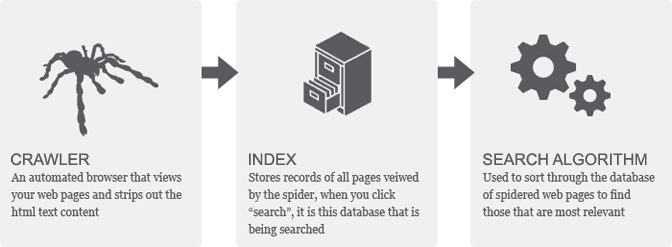 CRAWLER
An automated browser that views
your web pages and strips out the
html text content
INDEX
Stores records of all pages veiwed
by the spider, when you click
“search”, it is this database that is
being searched
SEARCH ALGORITHM
Used to sort through the database
of spidered web pages to find
those that are most relevant